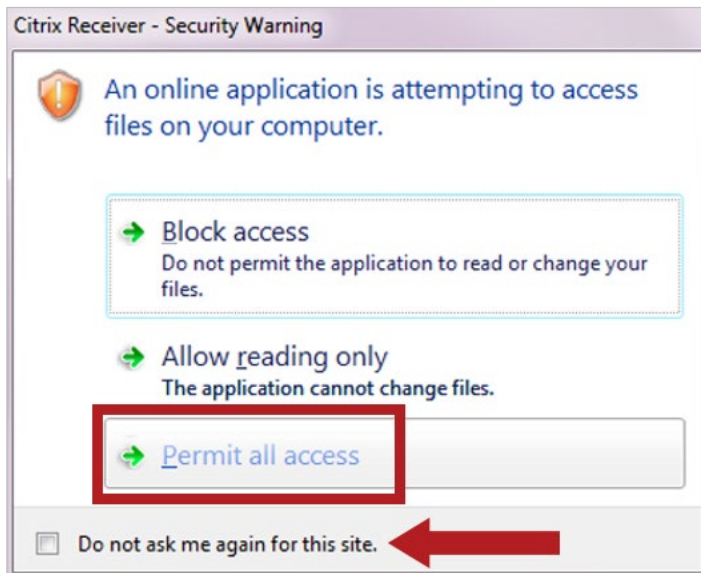 Citrix Receiver - Security Warning
An online application is attempting to access
files on your computer.
Block access
Do not permit the application to read or change your
files.
Allow reading only
The application cannot change files.
Permit all access
Do not ask me again for this site.